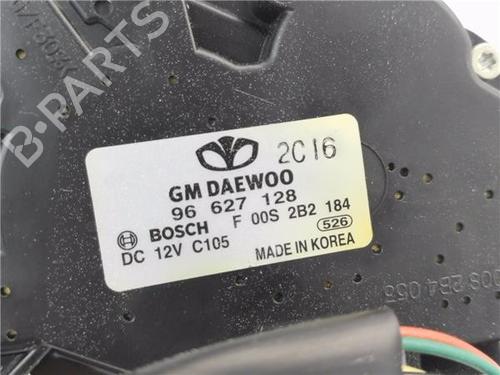 2C16
GM DAEWOO
96 627 128
BOSCH F 00S 2B2 184
DC 12V C105 526
MADE IN KOREA
B-Parts